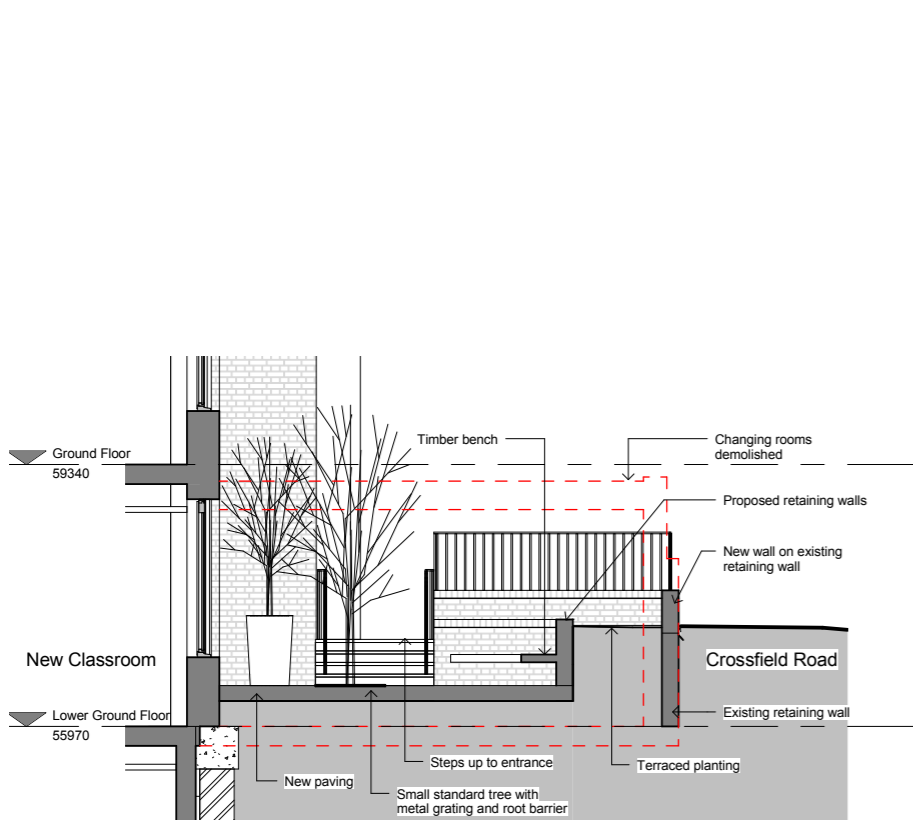 Timber bench
Changing rooms
demolished
Ground Floor
59340
Proposed retaining walls
New wall on existing
retaining wall
New Classroom
Crossfield Road
Lower Ground Floor
55970
Existing retaining wall
Steps up to entrance
Terraced planting
New paving
Small standard tree with
metal grating and root barrier